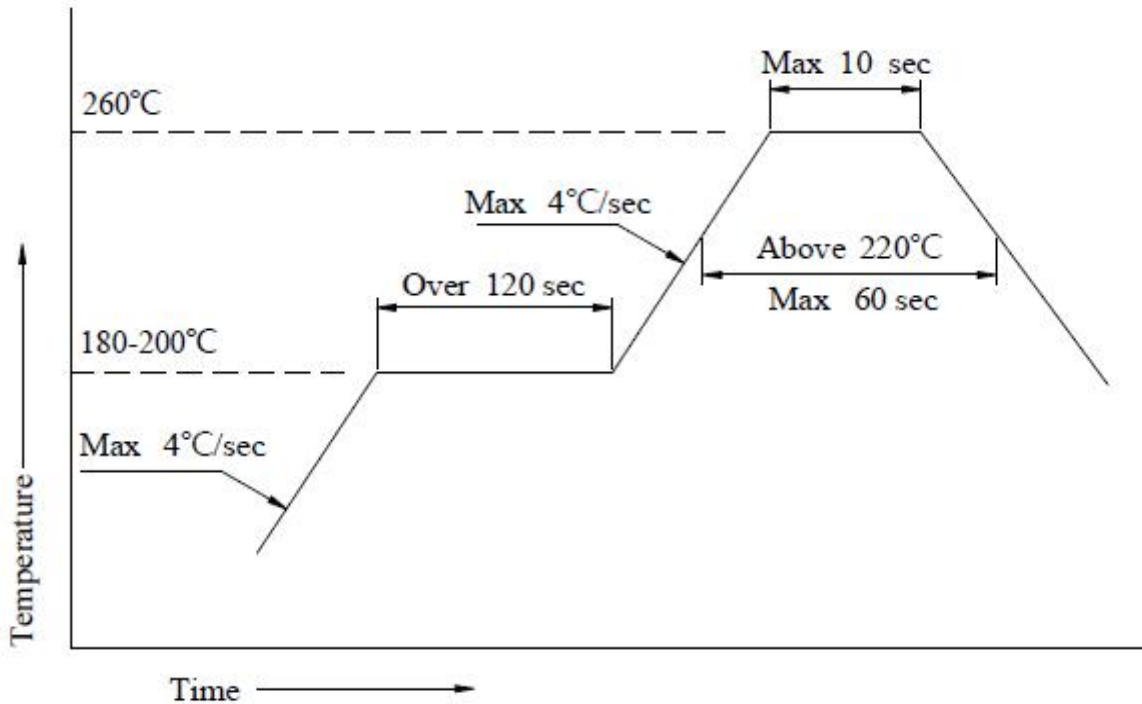 Max 10 sec
260℃
Max 4℃/sec
Above 220℃
Max 60 sec
Over 120 sec
180-200℃
Max 4℃/sec
Temperature
Time